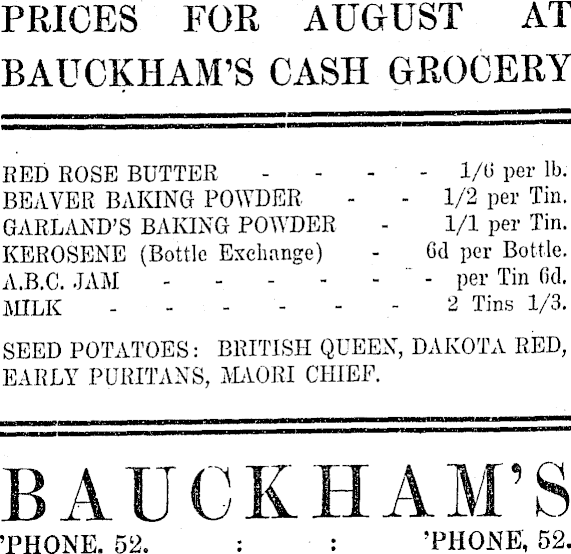 PRICES FOR AUGUST AT
BAUCKHAM'S CASH GROCERY
RED ROSE BUTTER - - - - 1/6 per lb.
BEAVER BAKING POWDER - - 1/2 per Tin.
GARLAND'S BAKING POWDER - 1/1 per Tin.
KEROSENE (Bottle Exchange) - 6d per Bottle.
A.B.C. JAM - - - - - - per Tin 6d.
MILK - - - - - - 2 Tins 1/3.
SEED POTATOES: BRITISH QUEEN, DAKOTA RED,
EARLY PURITANS, MAORI CHIEF.
BAUCKHAM'S
'PHONE. 52. : : 'PHONE, 52.